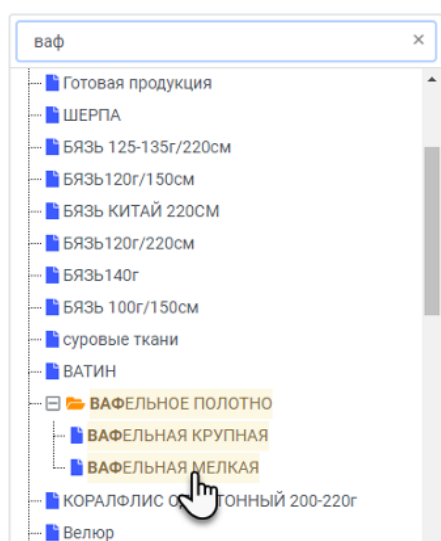 ваф
Готовая продукция
ШЕРПА
БЯЗЬ 125-135г/220см
БЯЗЬ120г/150см
БЯЗЬ КИТАЙ 220СМ
БЯЗЬ120г/220см
БЯЗЬ140г
БЯЗЬ 100г/150см
суровые ткани
ВАТИН
ВАФЕЛЬНОЕ ПОЛОТНО
ВАФЕЛЬНАЯ КРУПНАЯ
ВАФЕЛЬНАЯ МЕЛКАЯ
КОРАЛФЛИС 200-220г
Велюр